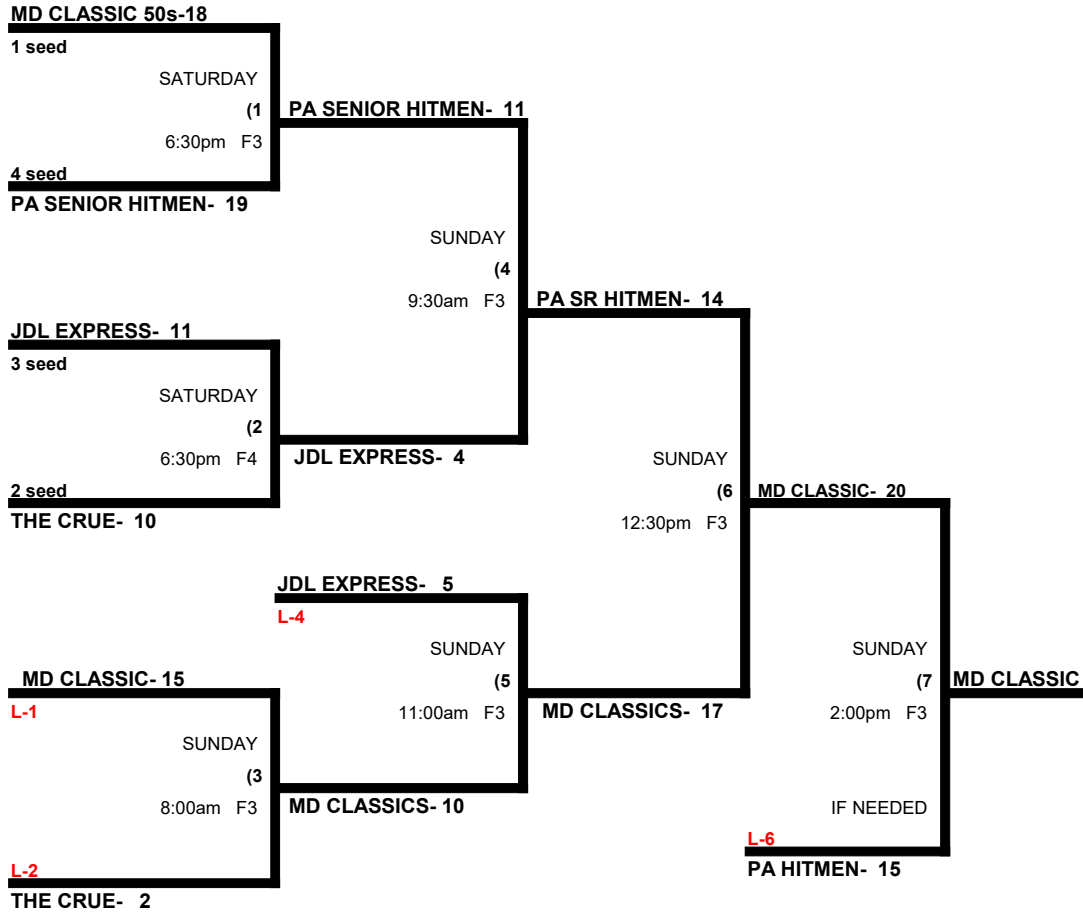 MD CLASSIC 50s-18
1 seed
SATURDAY
(1
6:30pm F3
4 seed
PA SENIOR HITMEN- 19
PA SENIOR HITMEN- 11
SUNDAY
(4
9:30am F3
JDL EXPRESS- 11
3 seed
SATURDAY
(2
6:30pm F4
2 seed
THE CRUE- 10
JDL EXPRESS- 4
PA SR HITMEN- 14
SUNDAY
(6
12:30pm F3
MD CLASSIC- 20
JDL EXPRESS- 5
L-4
SUNDAY
(5
11:00am F3
MD CLASSICS- 17
MD CLASSIC- 15
L-1
SUNDAY
(3
8:00am F3
MD CLASSICS- 10
L-2
THE CRUE- 2
SUNDAY
(7
2:00pm F3
MD CLASSIC
IF NEEDED
L-6
PA HITMEN- 15